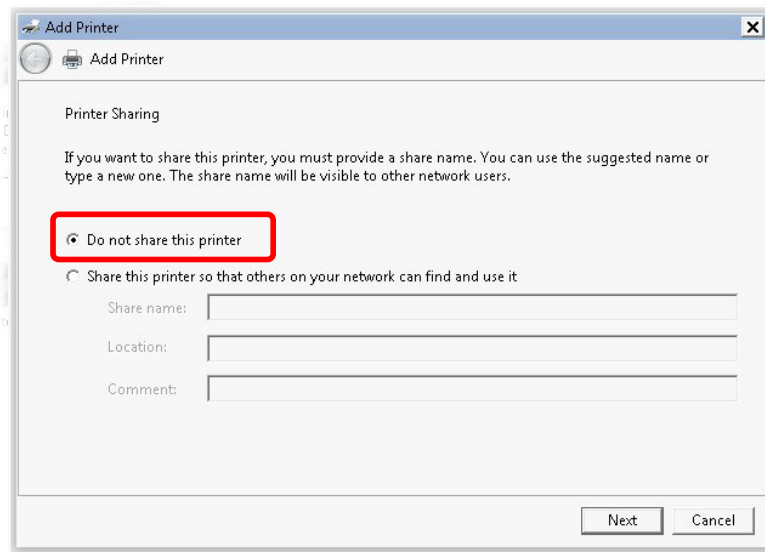 Add Printer
Add Printer
Printer Sharing
If you want to share this printer, you must provide a share name. You can use the suggested name or
type a new one. The share name will be visible to other network users.
Do not share this printer
Share this printer so that others on your network can find and use it
Share name:
Location:
Comment:
Next
Cancel